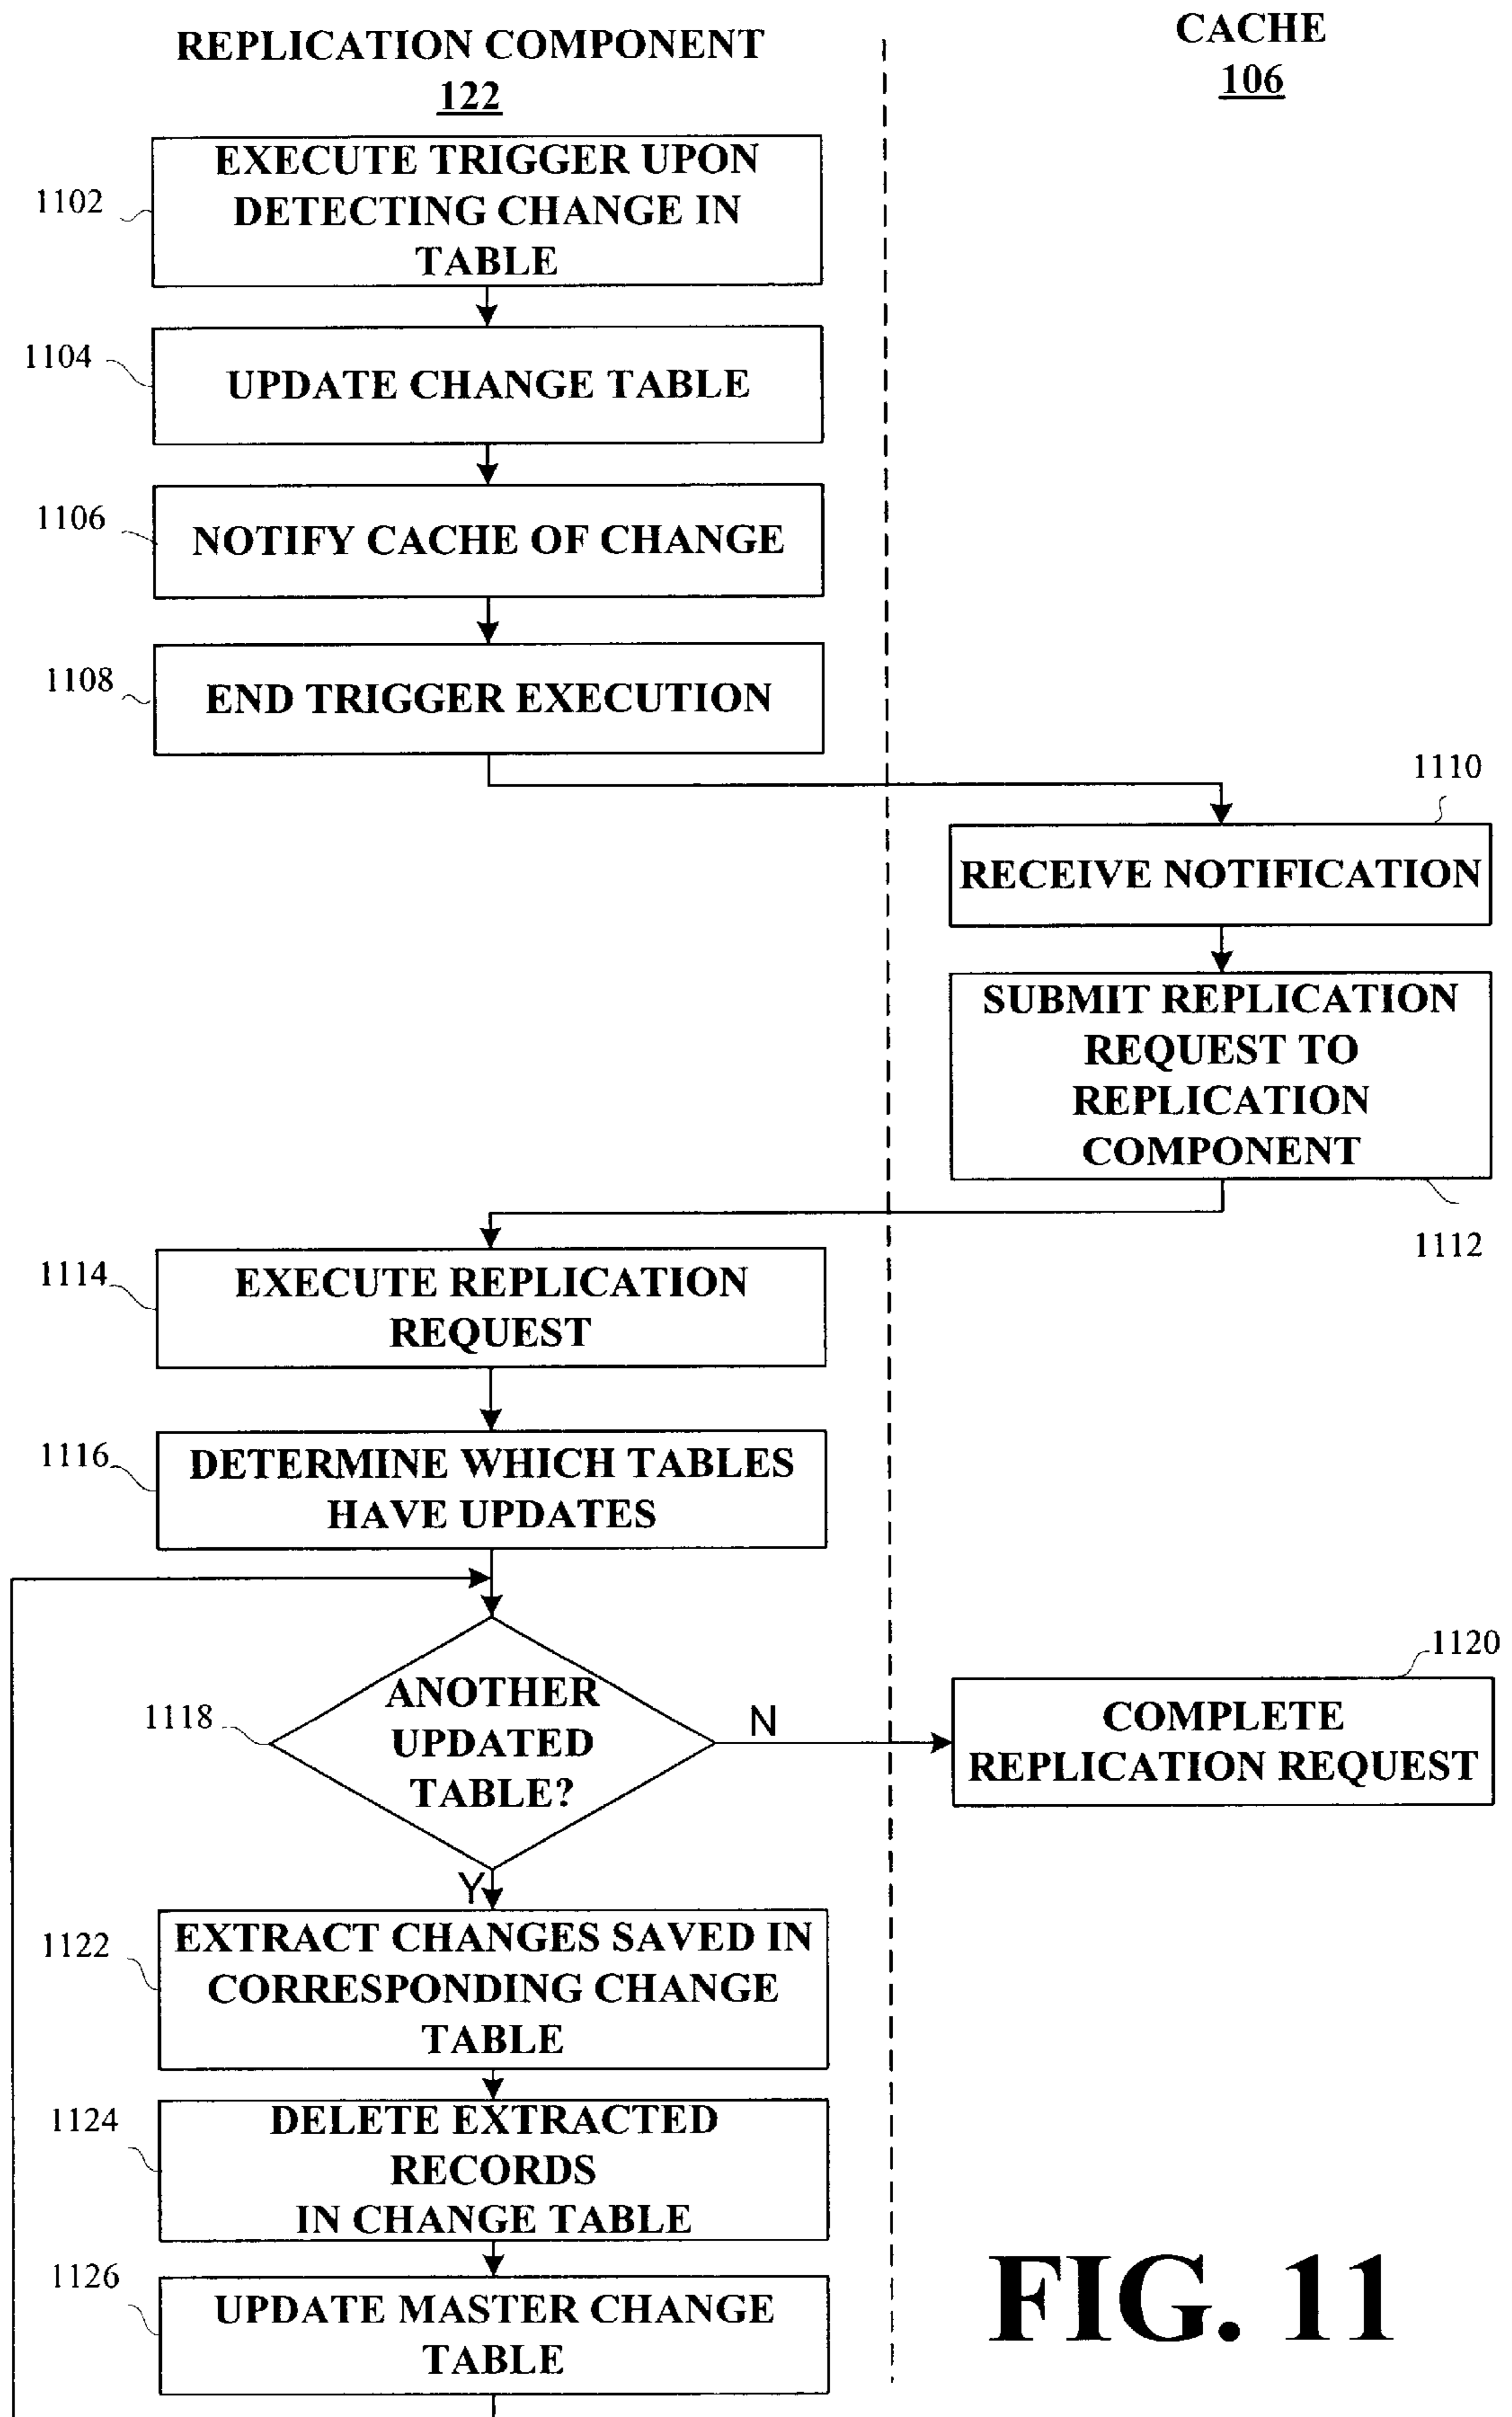 REPLICATION COMPONENT
122
CACHE
106
1102
EXECUTE TRIGGER UPON
DETECTING CHANGE IN
TABLE
1104
UPDATE CHANGE TABLE
1106
NOTIFY CACHE OF CHANGE
1108
END TRIGGER EXECUTION
1110
RECEIVE NOTIFICATION
SUBMIT REPLICATION
REQUEST TO
REPLICATION
COMPONENT
1112
1114
EXECUTE REPLICATION
REQUEST
1116
DETERMINE WHICH TABLES
HAVE UPDATES
1118
ANOTHER
UPDATED
TABLE?
N
1120
COMPLETE
REPLICATION REQUEST
Y
1122
EXTRACT CHANGES SAVED IN
CORRESPONDING CHANGE
TABLE
1124
DELETE EXTRACTED
RECORDS
IN CHANGE TABLE
1126
UPDATE MASTER CHANGE
TABLE
FIG. 11